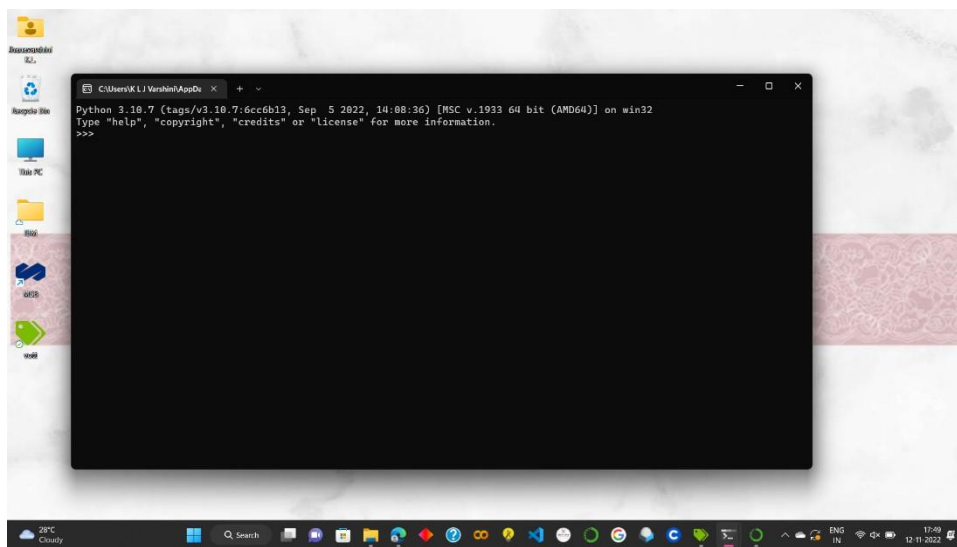 K L
Recycle Bin
This PC
IBM
MDB
C:\Users\K L J Varshini\AppDa
Python 3.10.7 (tags/v3.10.7:6cc6b13, Sep  5 2022, 14:08:36) [MSC v.1933 64 bit (AMD64)] on win32
Type "help", "copyright", "credits" or "license" for more information.
>>>
28°C
Cloudy
Search
ENG
IN
17:49
12-11-2022